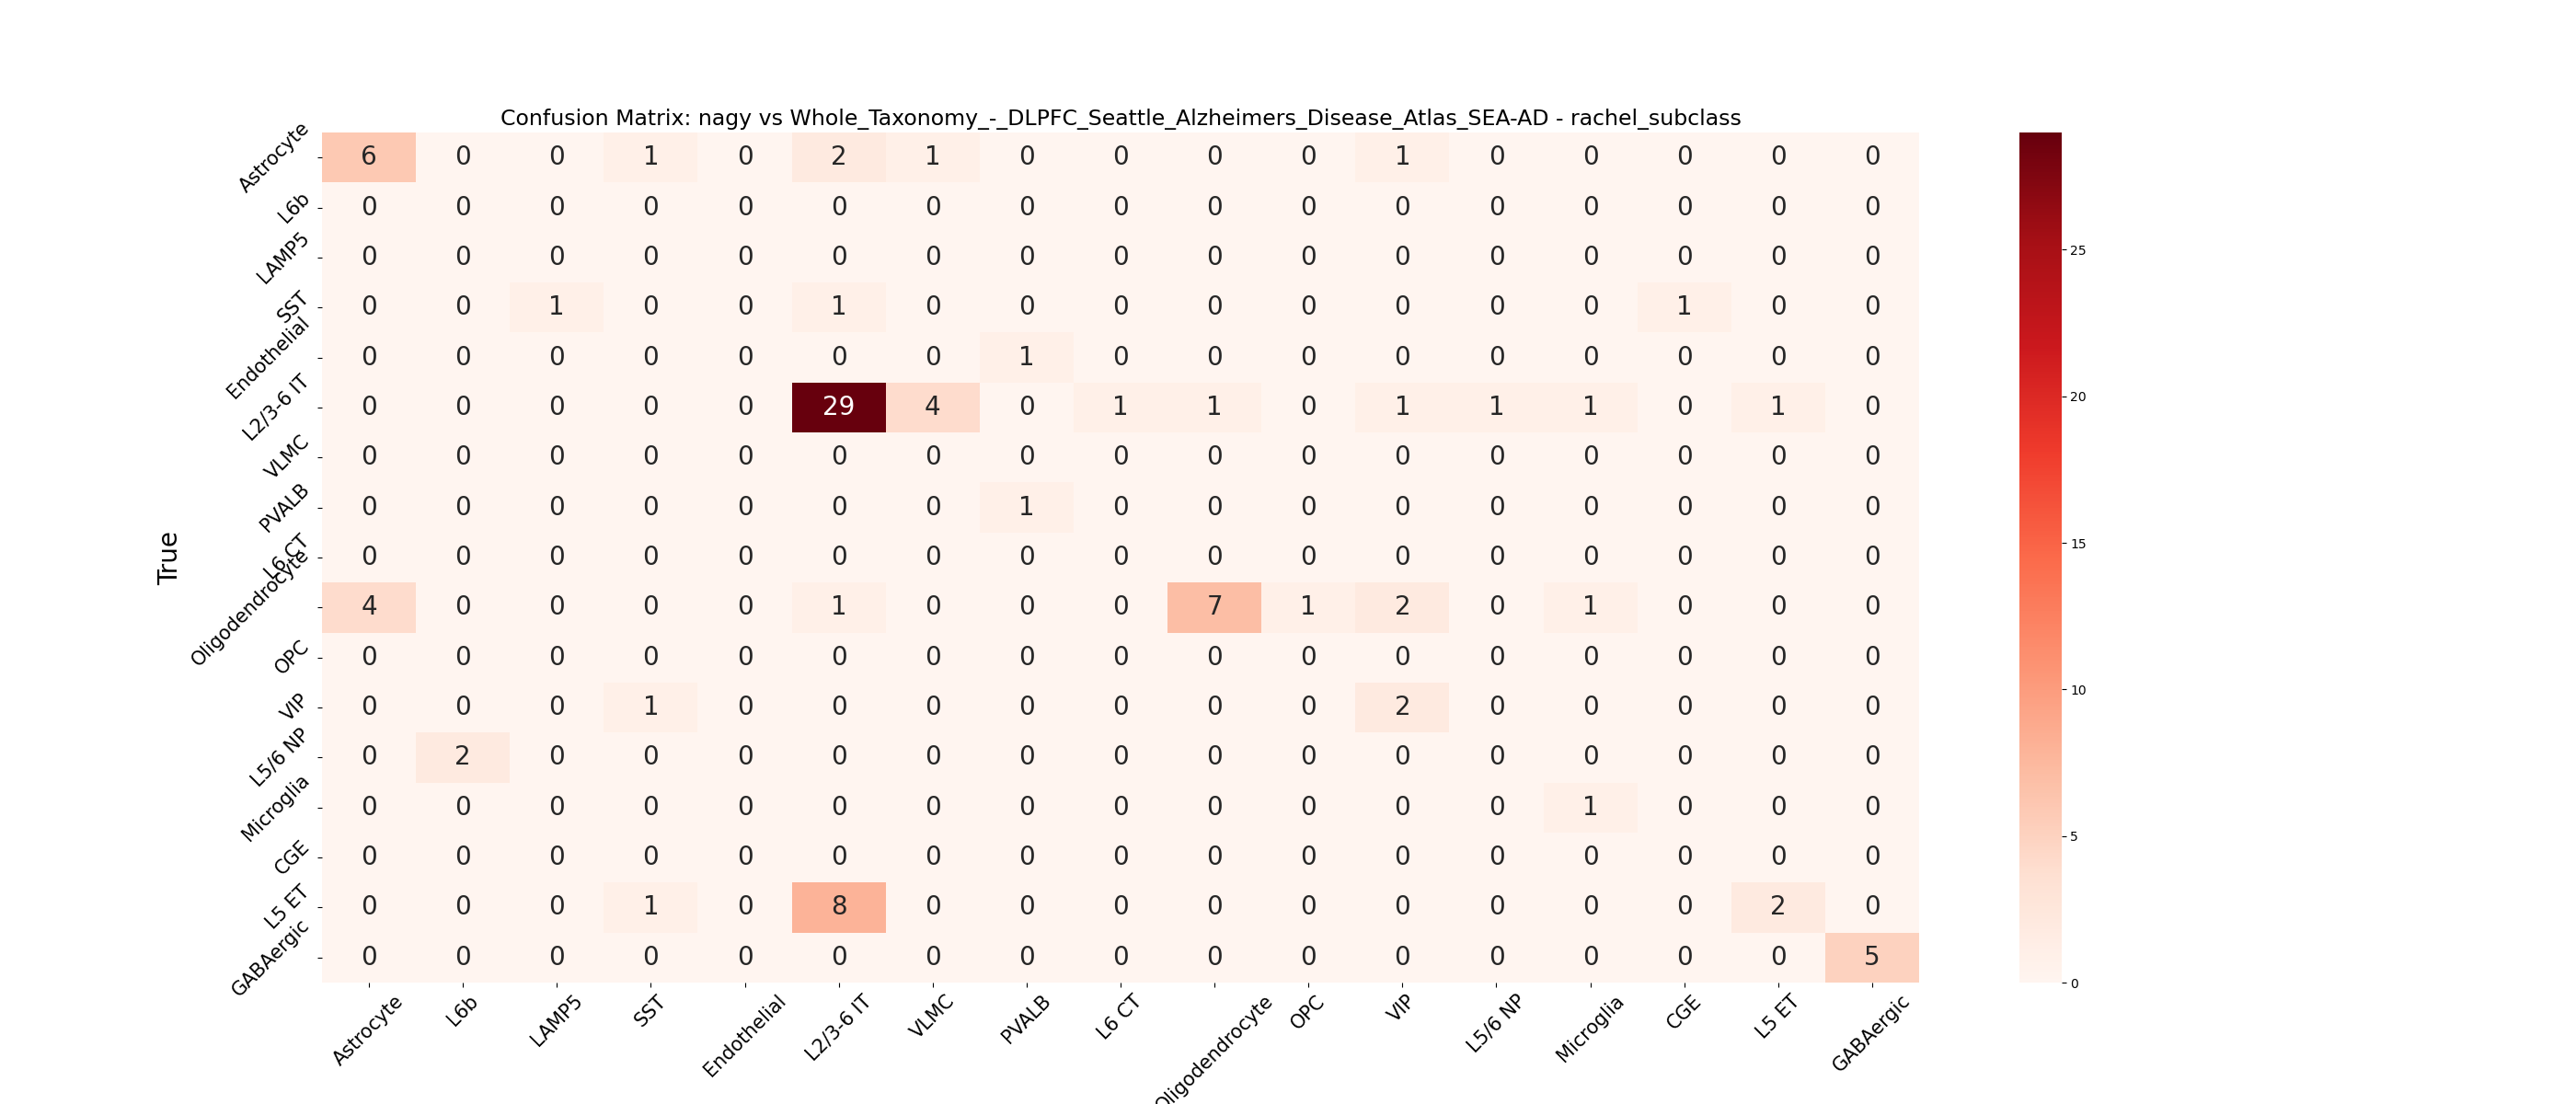 Confusion Matrix: nagy vs Whole_Taxonomy_-_DLPFC_Seattle_Alzheimers_Disease_Atlas_SEA-AD - rachel_subclass
True
Astrocyte 6 0 0 1 0 2 1 0 0 0 0 1 0 0 0 0 0
L6b 0 0 0 0 0 0 0 0 0 0 0 0 0 0 0 0 0
LAMP5 0 0 0 0 0 0 0 0 0 0 0 0 0 0 0 0 0
SST 0 0 1 0 0 1 0 0 0 0 0 0 0 0 1 0 0
Endothelial 0 0 0 0 0 0 0 1 0 0 0 0 0 0 0 0 0
L2/3-6 IT 0 0 0 0 0 29 4 0 1 1 0 1 1 1 0 1 0
VLMC 0 0 0 0 0 0 0 0 0 0 0 0 0 0 0 0 0
PVALB 0 0 0 0 0 0 0 1 0 0 0 0 0 0 0 0 0
L6 CT 0 0 0 0 0 0 0 0 0 0 0 0 0 0 0 0 0
Oligodendrocyte 4 0 0 0 0 1 0 0 0 7 1 2 0 1 0 0 0
OPC 0 0 0 0 0 0 0 0 0 0 0 0 0 0 0 0 0
VIP 0 0 0 1 0 0 0 0 0 0 0 2 0 0 0 0 0
L5/6 NP 0 2 0 0 0 0 0 0 0 0 0 0 0 0 0 0 0
Microglia 0 0 0 0 0 0 0 0 0 0 0 0 0 1 0 0 0
CGE 0 0 0 0 0 0 0 0 0 0 0 0 0 0 0 0 0
L5 ET 0 0 0 1 0 8 0 0 0 0 0 0 0 0 0 2 0
GABAergic 0 0 0 0 0 0 0 0 0 0 0 0 0 0 0 0 5
Astrocyte L6b LAMP5 SST Endothelial L2/3-6 IT VLMC PVALB L6 CT Oligodendrocyte OPC VIP L5/6 NP Microglia CGE L5 ET GABAergic
25
20
15
10
5
0